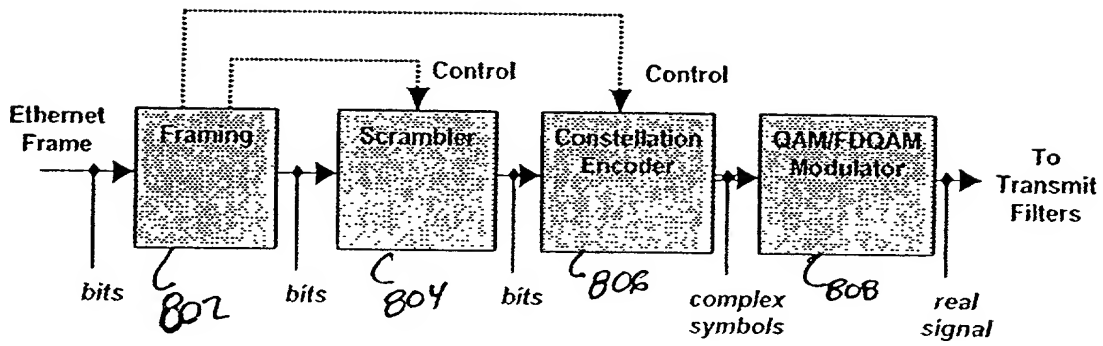 Control
Control
Ethernet
Frame
Framing
Scrambler
Constellation
Encoder
QAM/FDQAM
Modulator
To
Transmit
Filters
bits
802
bits
804
bits
806
complex
symbols
808
real
signal